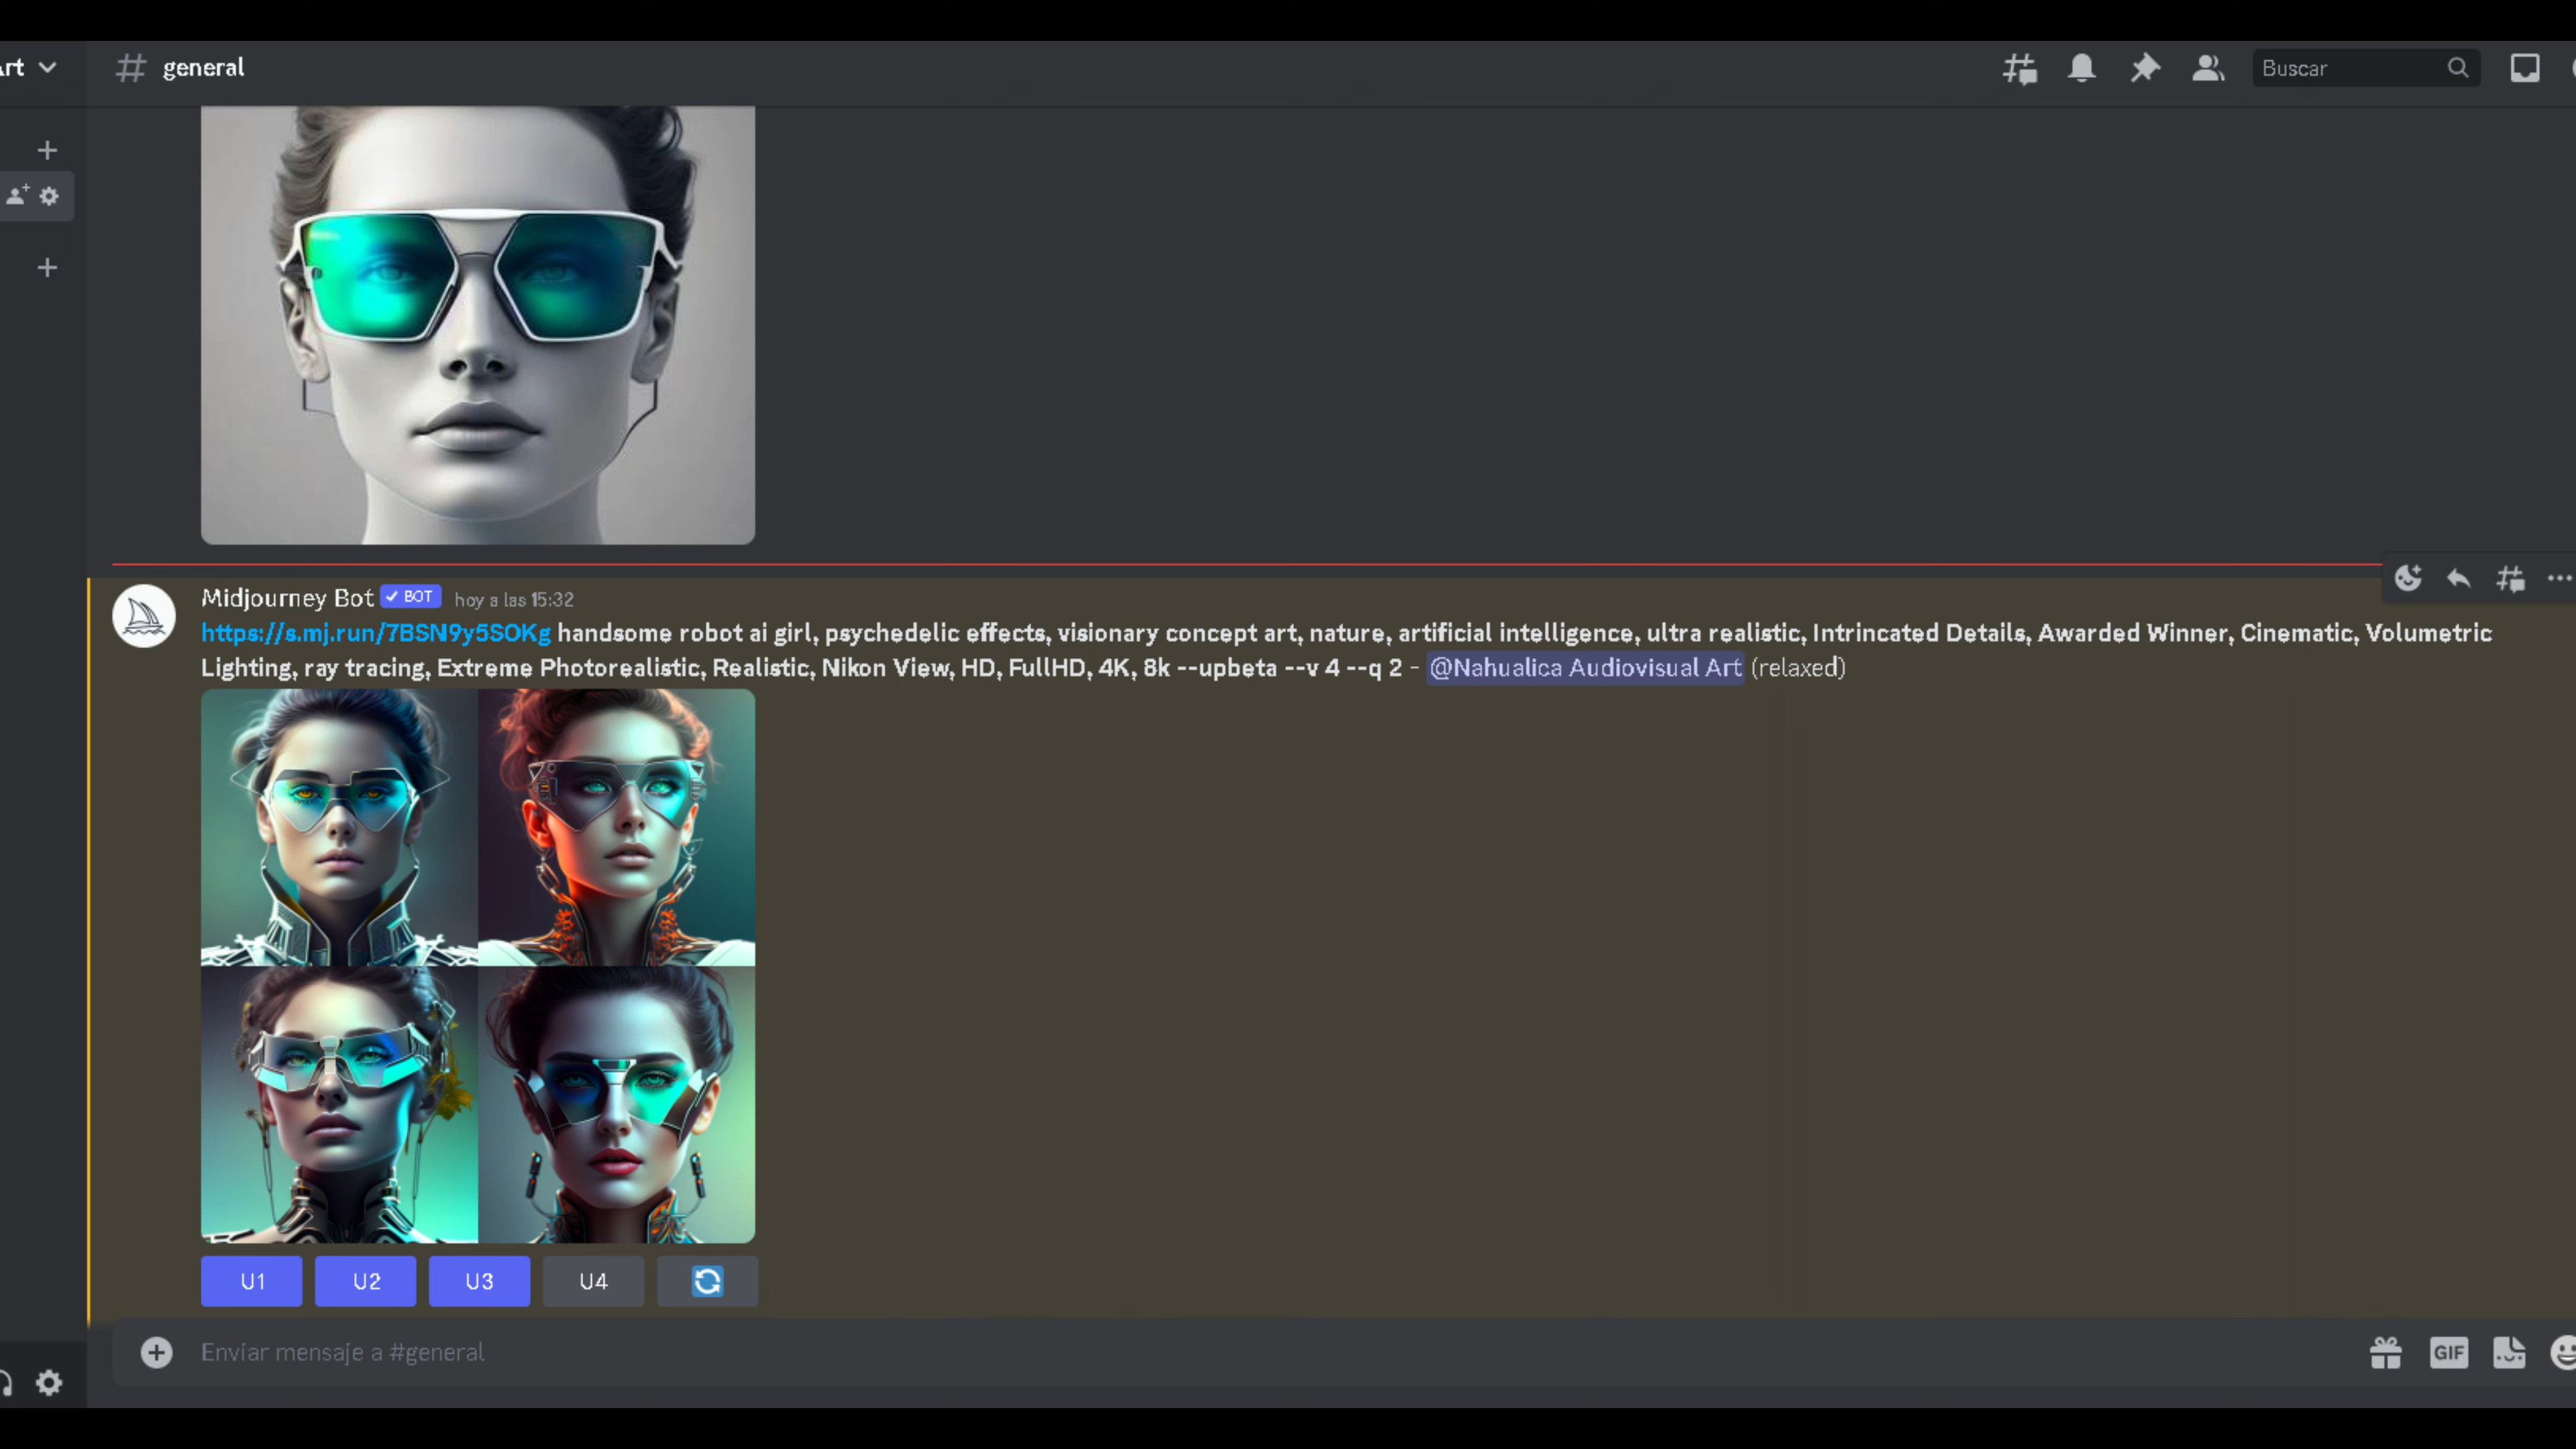 Art
general
Buscar
Midjourney Bot BOT hoy a las 15:32
https://s.mj.run/7BSN9y5SOKg handsome robot ai girl, psychedelic effects, visionary concept art, nature, artificial intelligence, ultra realistic, Intrincated Details, Awarded Winner, Cinematic, Volumetric
Lighting, ray tracing, Extreme Photorealistic, Realistic, Nikon View, HD, FullHD, 4K, 8k --upbeta --v 4 --q 2 - @Nahualica Audiovisual Art (relaxed)
U1 U2 U3 U4
Enviar mensaje a #general
GIF